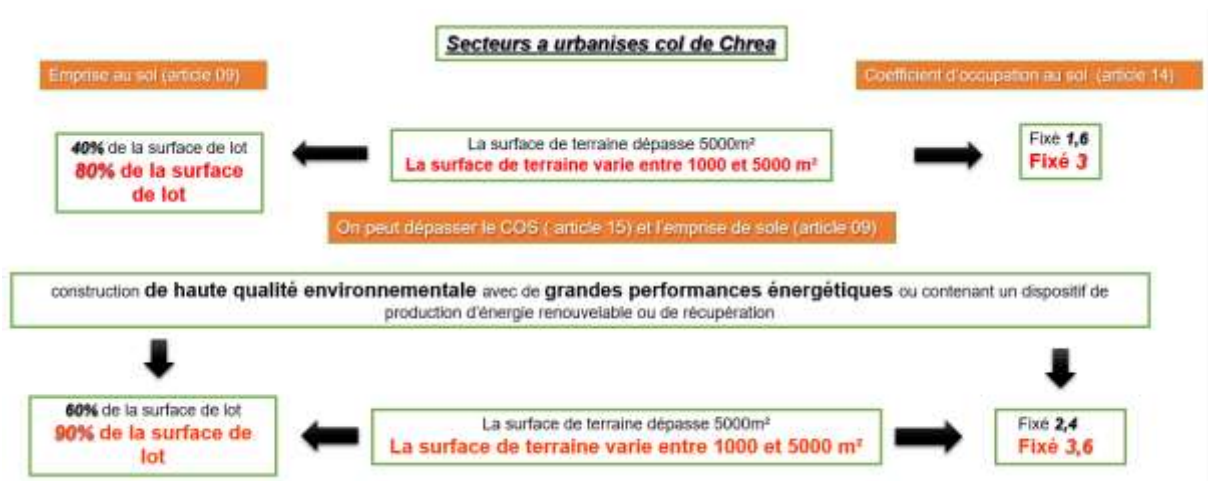 Secteurs a urbanises col de Chrea
Emprise au sol (article 09)
Coefficient d'occupation au sol (article 14)
40% de la surface de lot
80% de la surface
de lot
La surface de terraine dépasse 5000m²
La surface de terraine varie entre 1000 et 5000 m²
Fixé 1,6
Fixé 3
On peut dépasser le COS ( article 15) et l'emprise de sole (article 09)
construction de haute qualité environnementale avec de grandes performances énergétiques ou contenant un dispositif de
production d'énergie renouvelable ou de récupération
60% de la surface de lot
90% de la surface de
lot
La surface de terraine dépasse 5000m²
La surface de terraine varie entre 1000 et 5000 m²
Fixé 2,4
Fixé 3,6